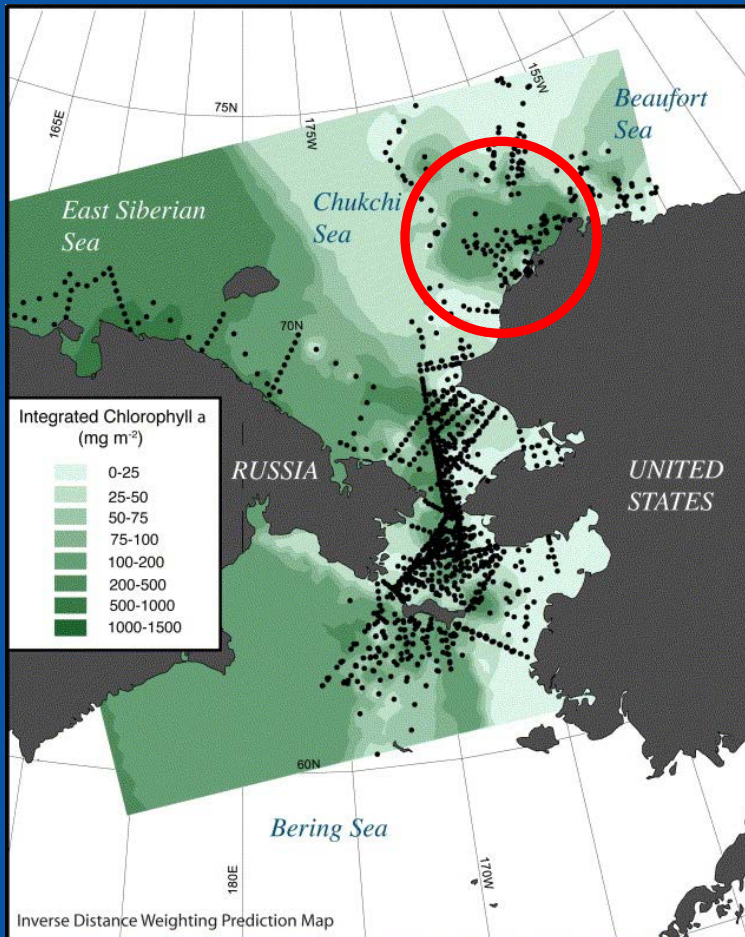 155W
Beaufort
Sea
75N
165E
175W
East Siberian
Sea
Chukchi
Sea
70N
Integrated Chlorophyll a
(mg m-2)
0-25
25-50
50-75
75-100
100-200
200-500
500-1000
1000-1500
RUSSIA
UNITED
STATES
60N
Bering Sea
180E
170W
Inverse Distance Weighting Prediction Map